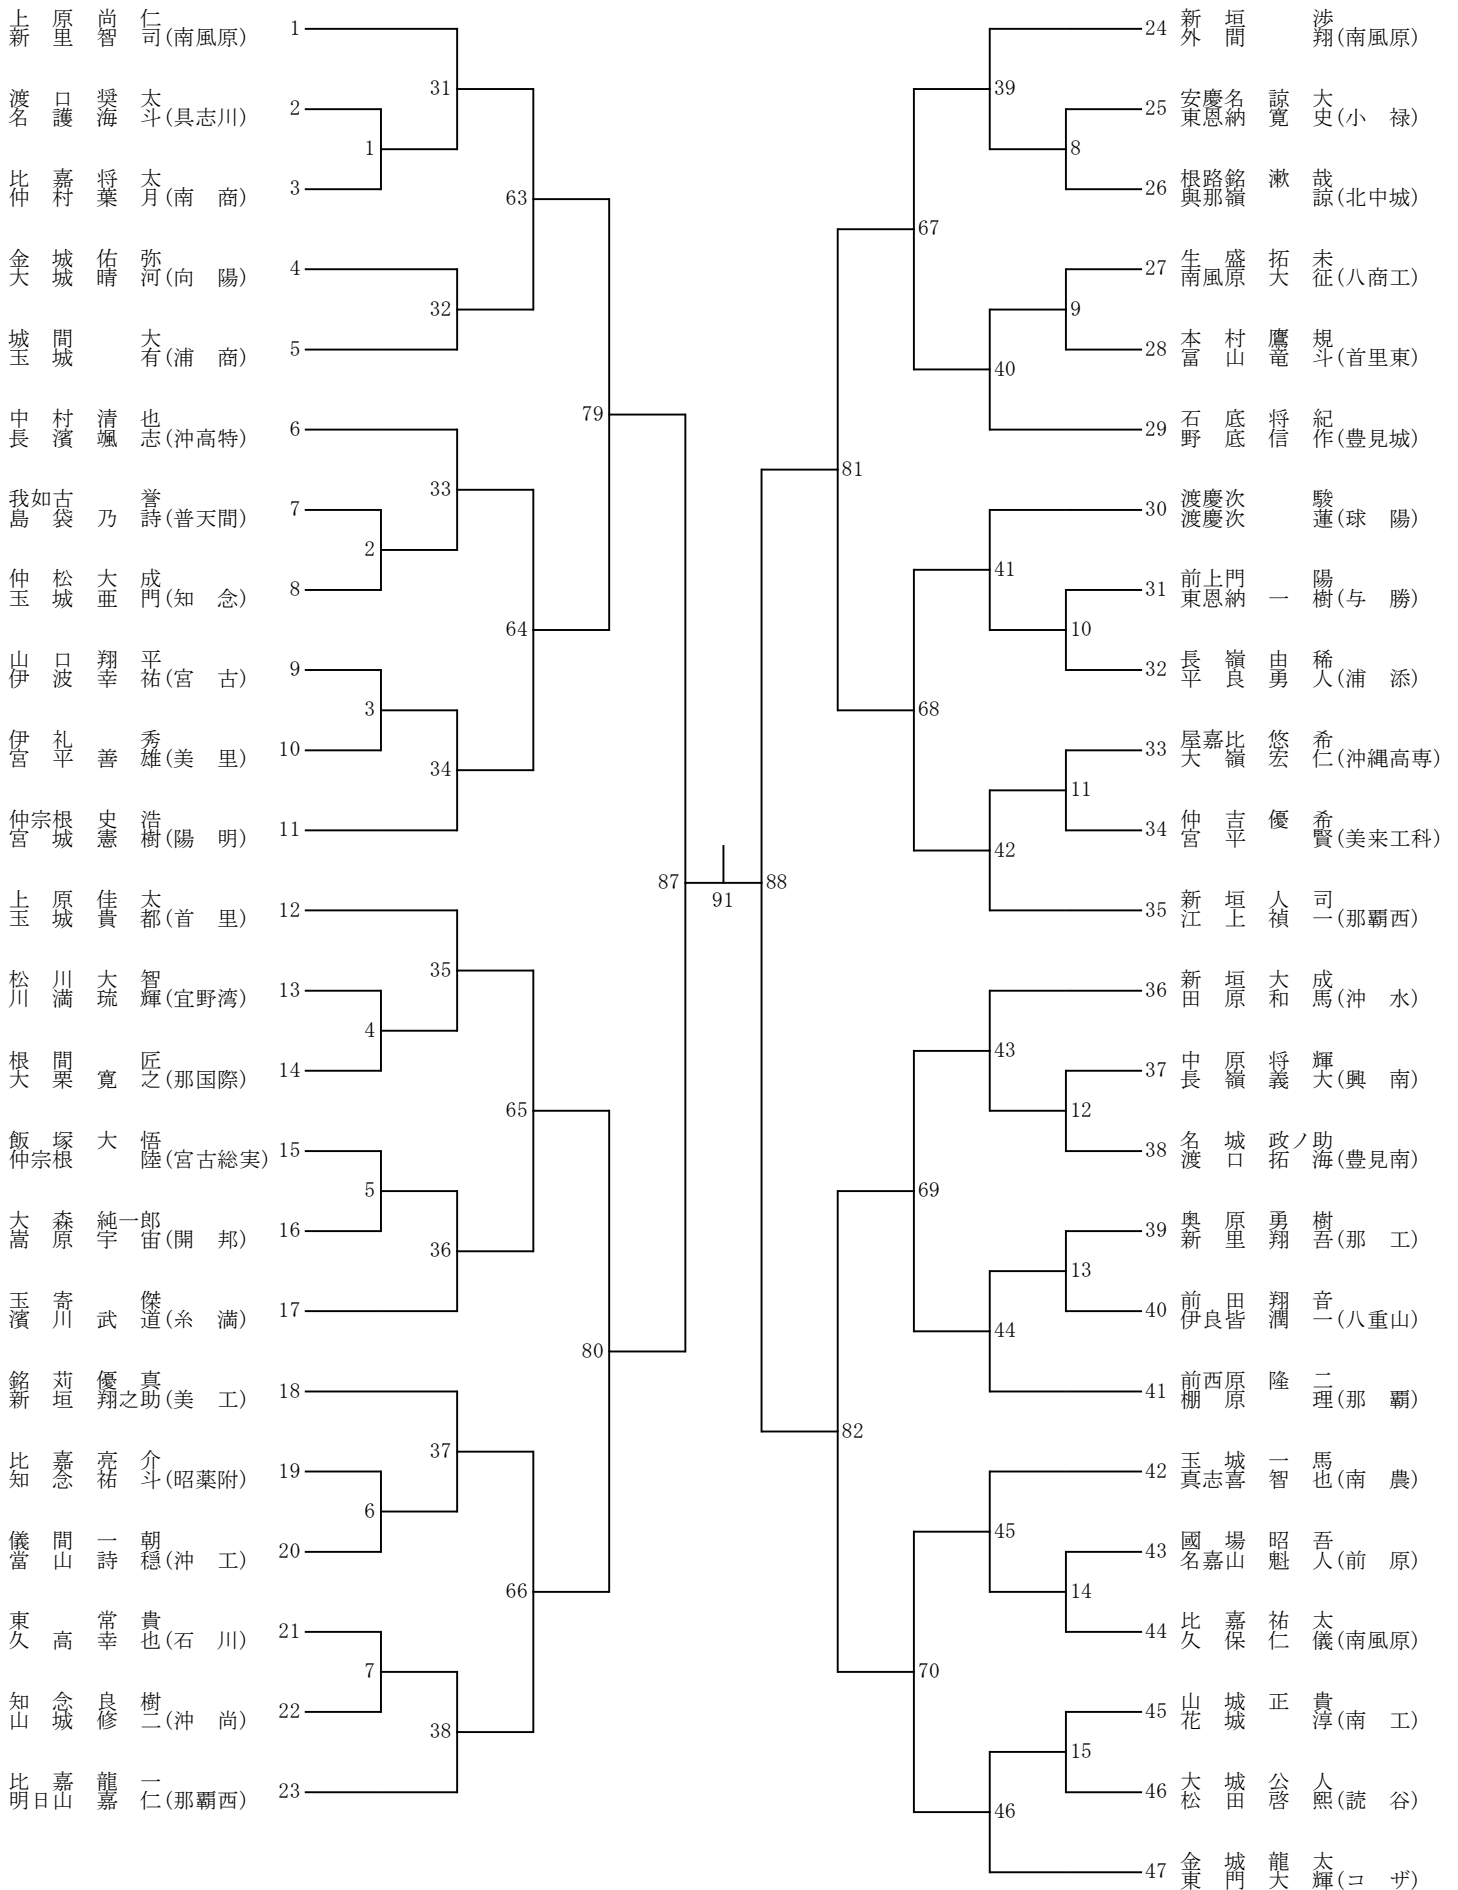 上原尚仁
新里智司(南風原) 1
渡口奨太
名護海斗(具志川) 2
比嘉将太
仲村葉月(南商) 3
金城佑弥
大城晴河(向陽) 4
城間大
玉城有(浦商) 5
中村清也
長濱颯志(沖高特) 6
我如古誉
島袋乃詩(普天間) 7
仲松大成
玉城亜門(知念) 8
山口翔平
伊波幸祐(宮古) 9
伊礼秀
宮平善雄(美里) 10
仲宗根史浩
宮城憲樹(陽明) 11
上原佳太
玉城貴都(首里) 12
松川大智
川満琉輝(宜野湾) 13
根間匠
大栗寛之(那国際) 14
飯塚大悟
仲宗根陸(宮古総実) 15
大森純一郎
嵩原宇宙(開邦) 16
玉寄傑
濱川武道(糸満) 17
銘苅優真
新垣翔之助(美工) 18
比嘉亮介
知念祐斗(昭薬附) 19
儀間一朝
當山詩穏(沖工) 20
東常貴
久高幸也(石川) 21
知念良樹
山城修二(沖尚) 22
比嘉龍一
明日山嘉仁(那覇西) 23
1
2
3
4
5
6
7
31
32
33
34
35
36
37
38
63
64
65
66
79
80
87
91
88
81
82
67
68
69
70
39
40
41
42
43
44
45
46
8
9
10
11
12
13
14
15
24 新垣渉
外間翔(南風原)
25 安慶名諒大
東恩納寛史(小禄)
26 根路銘漱哉
與那嶺諒(北中城)
27 生盛拓未
南風原大征(八商工)
28 本村鷹規
冨山竜斗(首里東)
29 石底将紀
野底信作(豊見城)
30 渡慶次駿
渡慶次蓮(球陽)
31 前上門陽
東恩納一樹(与勝)
32 長嶺由稀
平良勇人(浦添)
33 屋嘉比悠希
大嶺宏仁(沖縄高専)
34 仲吉優希
宮平賢(美来工科)
35 新垣人司
江上禎一(那覇西)
36 新垣大成
田原和馬(沖水)
37 中原将輝
長嶺義大(興南)
38 名城政ノ助
渡口拓海(豊見南)
39 奥原勇樹
新里翔吾(那工)
40 前田翔音
伊良皆潤一(八重山)
41 前西原隆二
棚原理(那覇)
42 玉城一馬
真志喜智也(南農)
43 國場昭吾
名嘉山魁人(前原)
44 比嘉祐太
久保仁儀(南風原)
45 山城正貴
花城淳(南工)
46 大城公人
松田啓熙(読谷)
47 金城龍太
東門大輝(コザ)